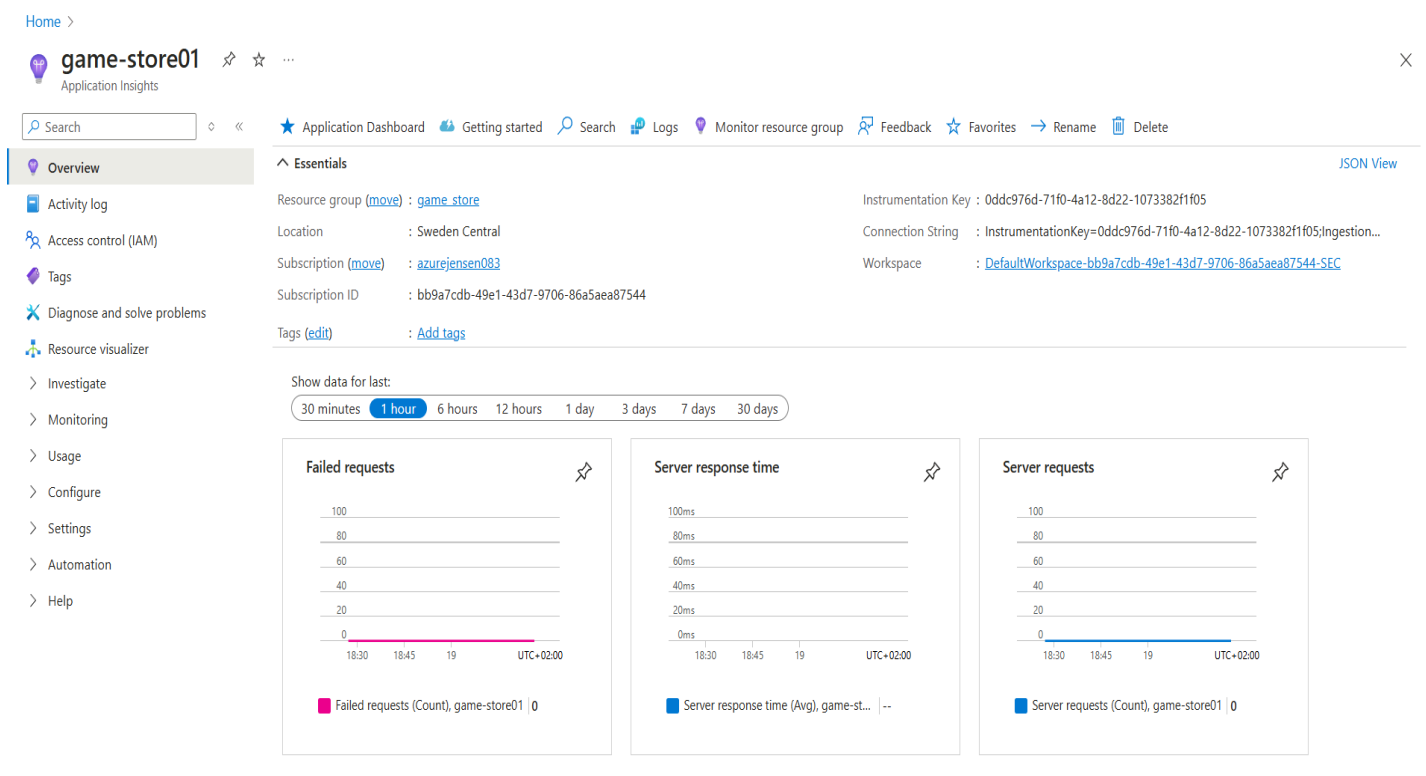 Home >
game-store01 ...
Application Insights
Search
Application Dashboard Getting started Search Logs Monitor resource group Feedback Favorites Rename Delete
Overview
Activity log
Access control (IAM)
Tags
Diagnose and solve problems
Resource visualizer
Investigate
Monitoring
Usage
Configure
Settings
Automation
Help
Essentials
JSON View
Resource group (move) : game_store
Location : Sweden Central
Subscription (move) : azurejensen083
Subscription ID : bb9a7cdb-49e1-43d7-9706-86a5aea87544
Tags (edit) : Add tags
Instrumentation Key : 0ddc976d-71f0-4a12-8d22-1073382f1f05
Connection String : InstrumentationKey=0ddc976d-71f0-4a12-8d22-1073382f1f05;Ingestion...
Workspace : DefaultWorkspace-bb9a7cdb-49e1-43d7-9706-86a5aea87544-SEC
Show data for last:
30 minutes 1 hour 6 hours 12 hours 1 day 3 days 7 days 30 days
Failed requests
100
80
60
40
20
0
18:30 18:45 19 UTC+02:00
Failed requests (Count), game-store01 0
Server response time
100ms
80ms
60ms
40ms
20ms
0ms
18:30 18:45 19 UTC+02:00
Server response time (Avg), game-st... --
Server requests
100
80
60
40
20
0
18:30 18:45 19 UTC+02:00
Server requests (Count), game-store01 0